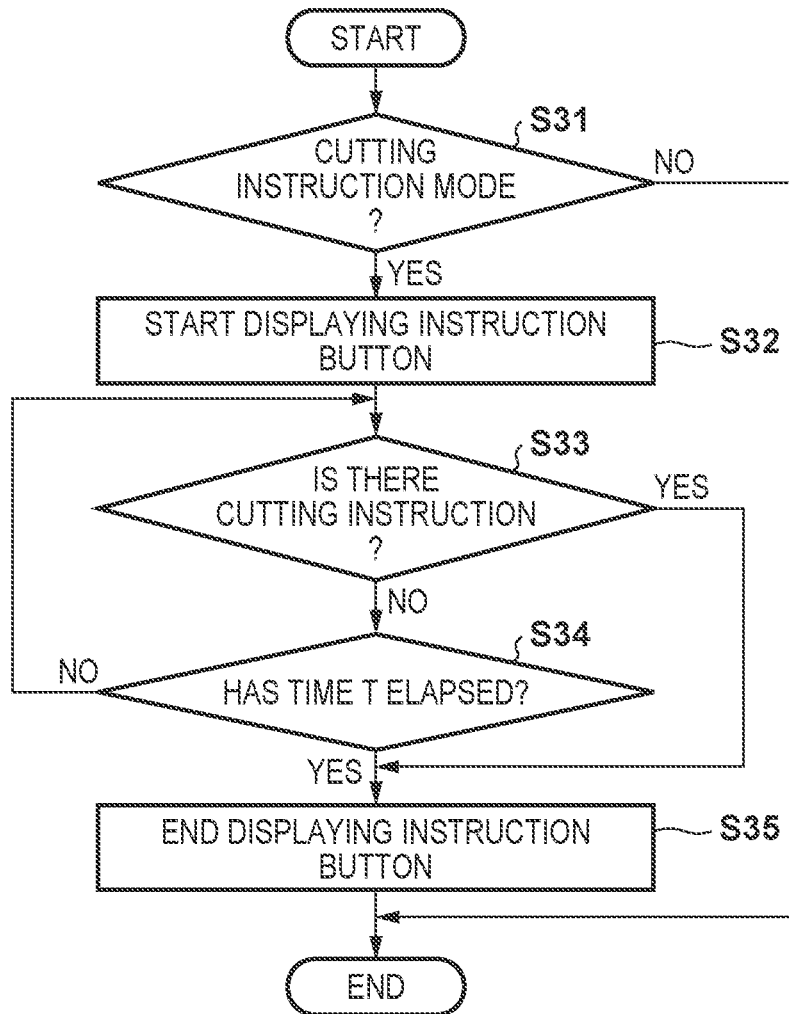 START
S31
CUTTING
INSTRUCTION MODE
?
NO
YES
START DISPLAYING INSTRUCTION
BUTTON
S32
S33
IS THERE
CUTTING INSTRUCTION
?
YES
NO
S34
NO
HAS TIME T ELAPSED?
YES
END DISPLAYING INSTRUCTION
BUTTON
S35
END